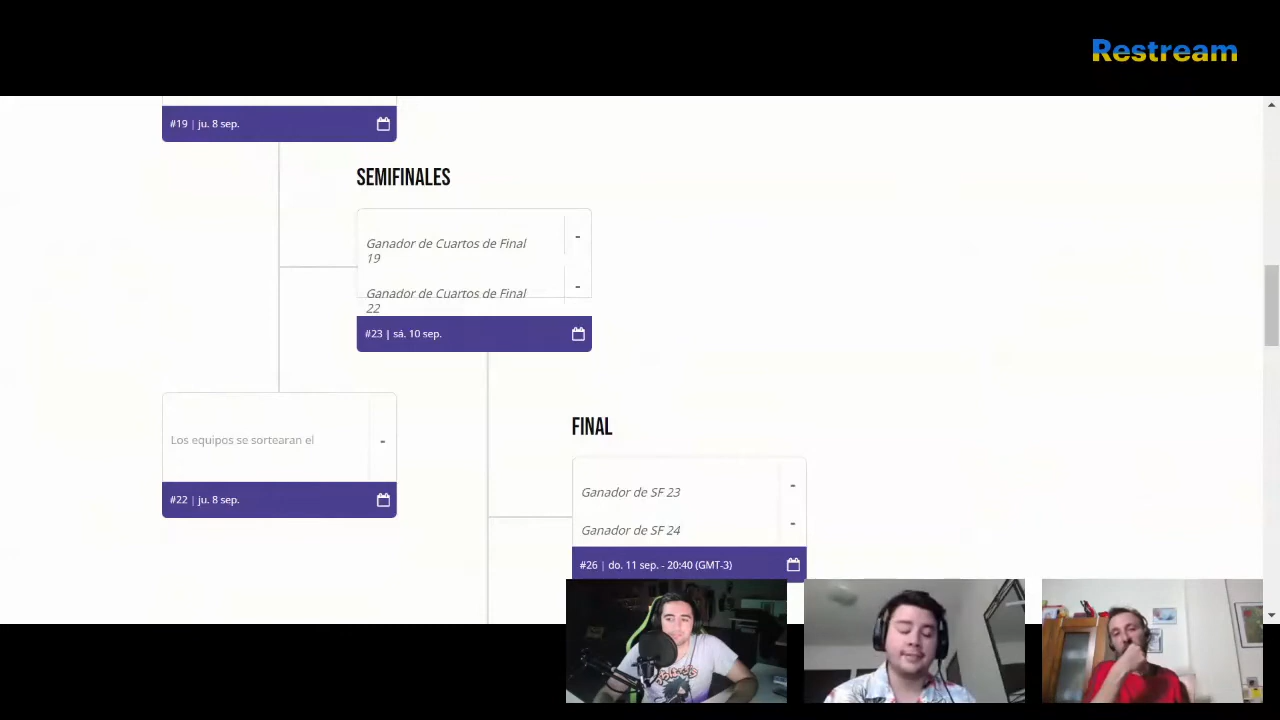 Restream
#19 | ju. 8 sep.
SEMIFINALES
Ganador de Cuartos de Final
19
-
Ganador de Cuartos de Final
22
-
#23 | sá. 10 sep.
Los equipos se sortearan el
-
#22 | ju. 8 sep.
FINAL
Ganador de SF 23
-
Ganador de SF 24
-
#26 | do. 11 sep. - 20:40 (GMT-3)